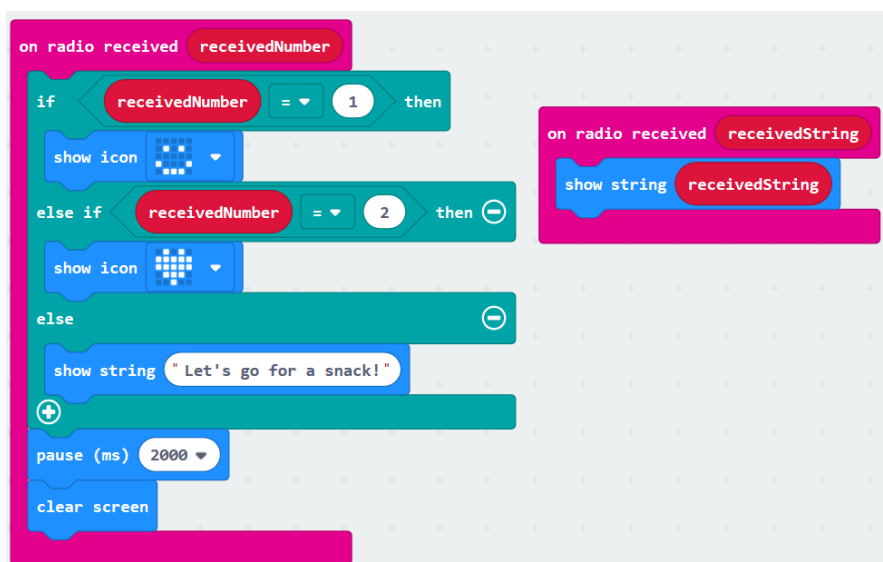 on radio received receivedNumber
if receivedNumber = 1 then
show icon
else if receivedNumber = 2 then
show icon
else
show string "Let's go for a snack!"
pause (ms) 2000
clear screen
on radio received receivedString
show string receivedString